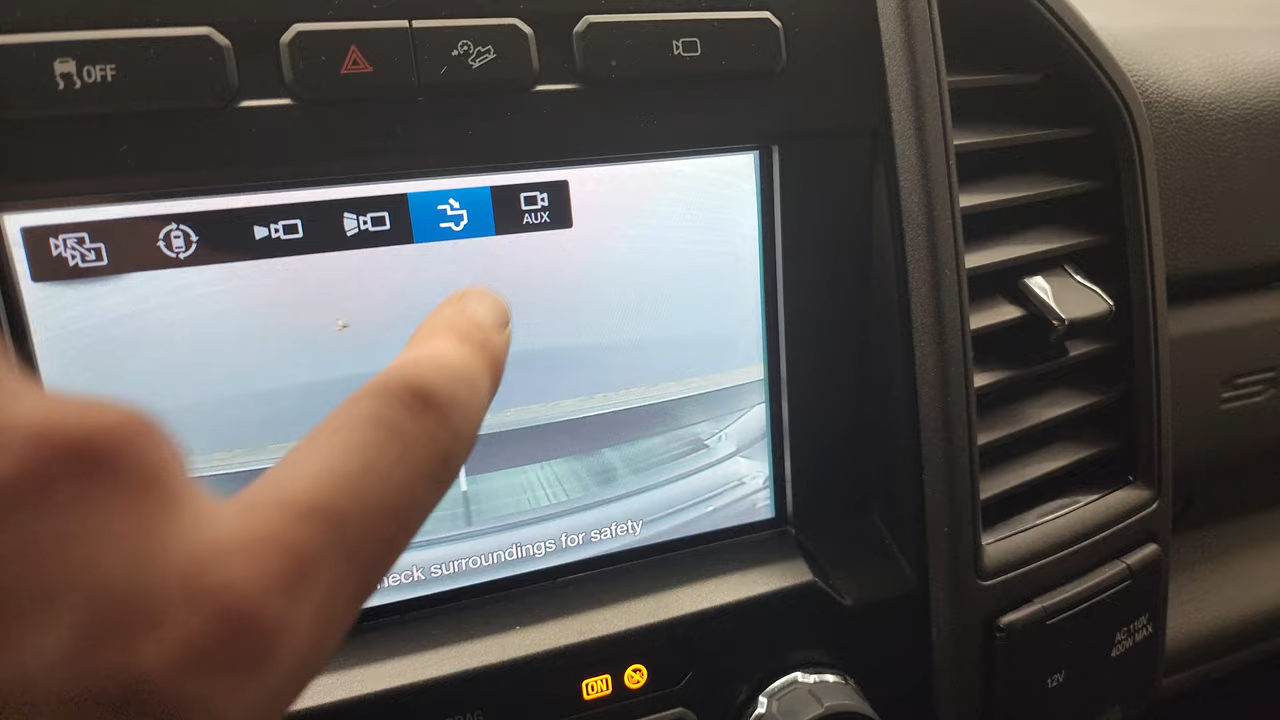 OFF
AUX
heck surroundings for safety
ON
AC 110V
400W MAX
12V